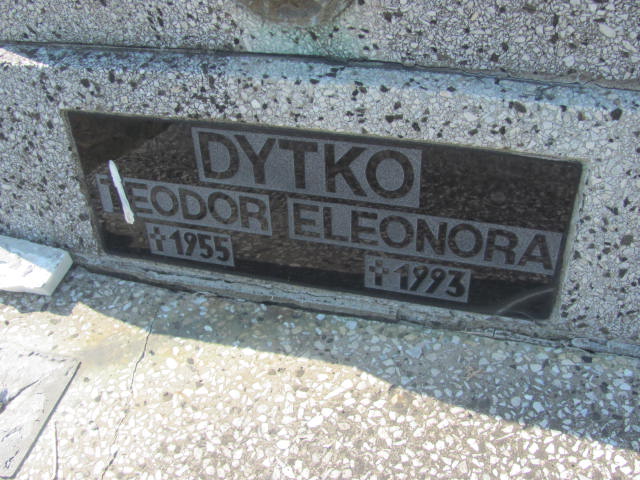 DYTKO
TEODOR ELEONORA
✝1955 ✝1993